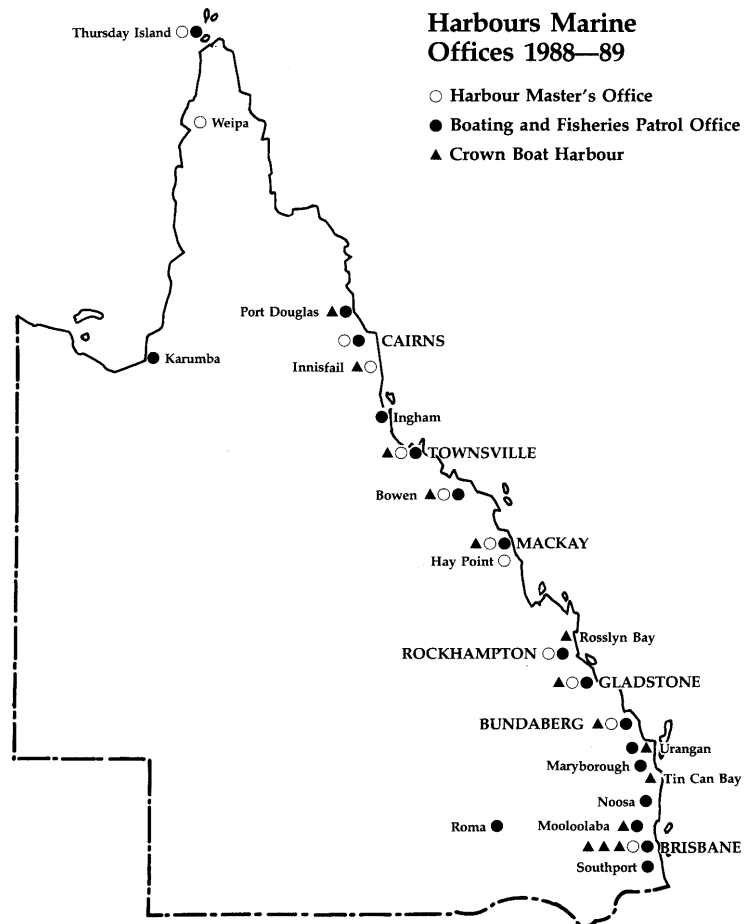 Harbours Marine
Offices 1988—89
Harbour Master's Office
Boating and Fisheries Patrol Office
Crown Boat Harbour
Thursday Island
Weipa
Port Douglas
CAIRNS
Karumba
Innisfail
Ingham
TOWNSVILLE
Bowen
MACKAY
Hay Point
Rosslyn Bay
ROCKHAMPTON
GLADSTONE
BUNDABERG
Urangan
Maryborough
Tin Can Bay
Noosa
Roma
Mooloolaba
BRISBANE
Southport